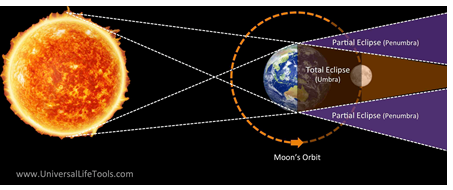 Partial Eclipse (Penumbra)
Total Eclipse
(Umbra)
Partial Eclipse (Penumbra)
Moon's Orbit
www.UniversalLifeTools.com